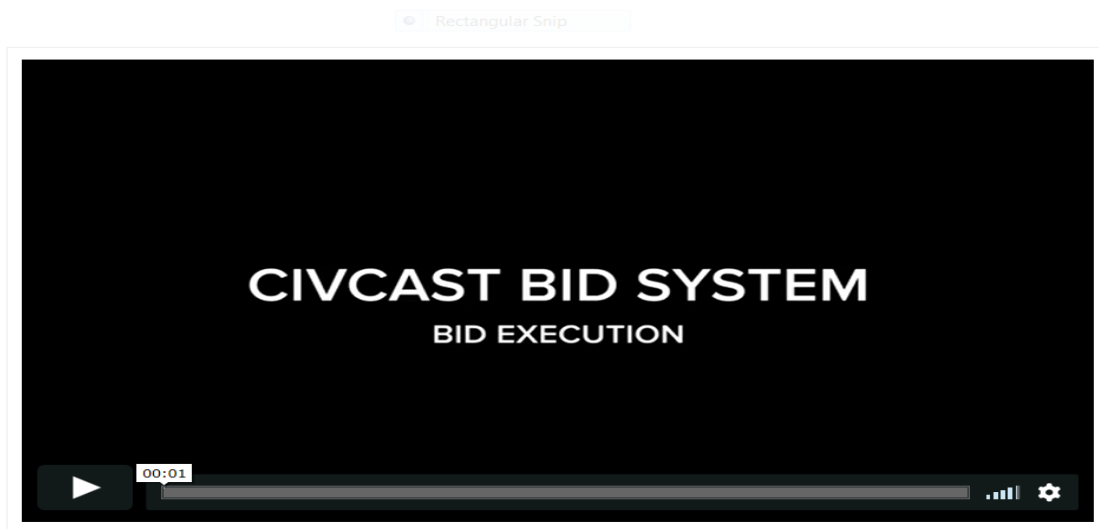 Rectangular Snip
CIVCAST BID SYSTEM
BID EXECUTION
00:01